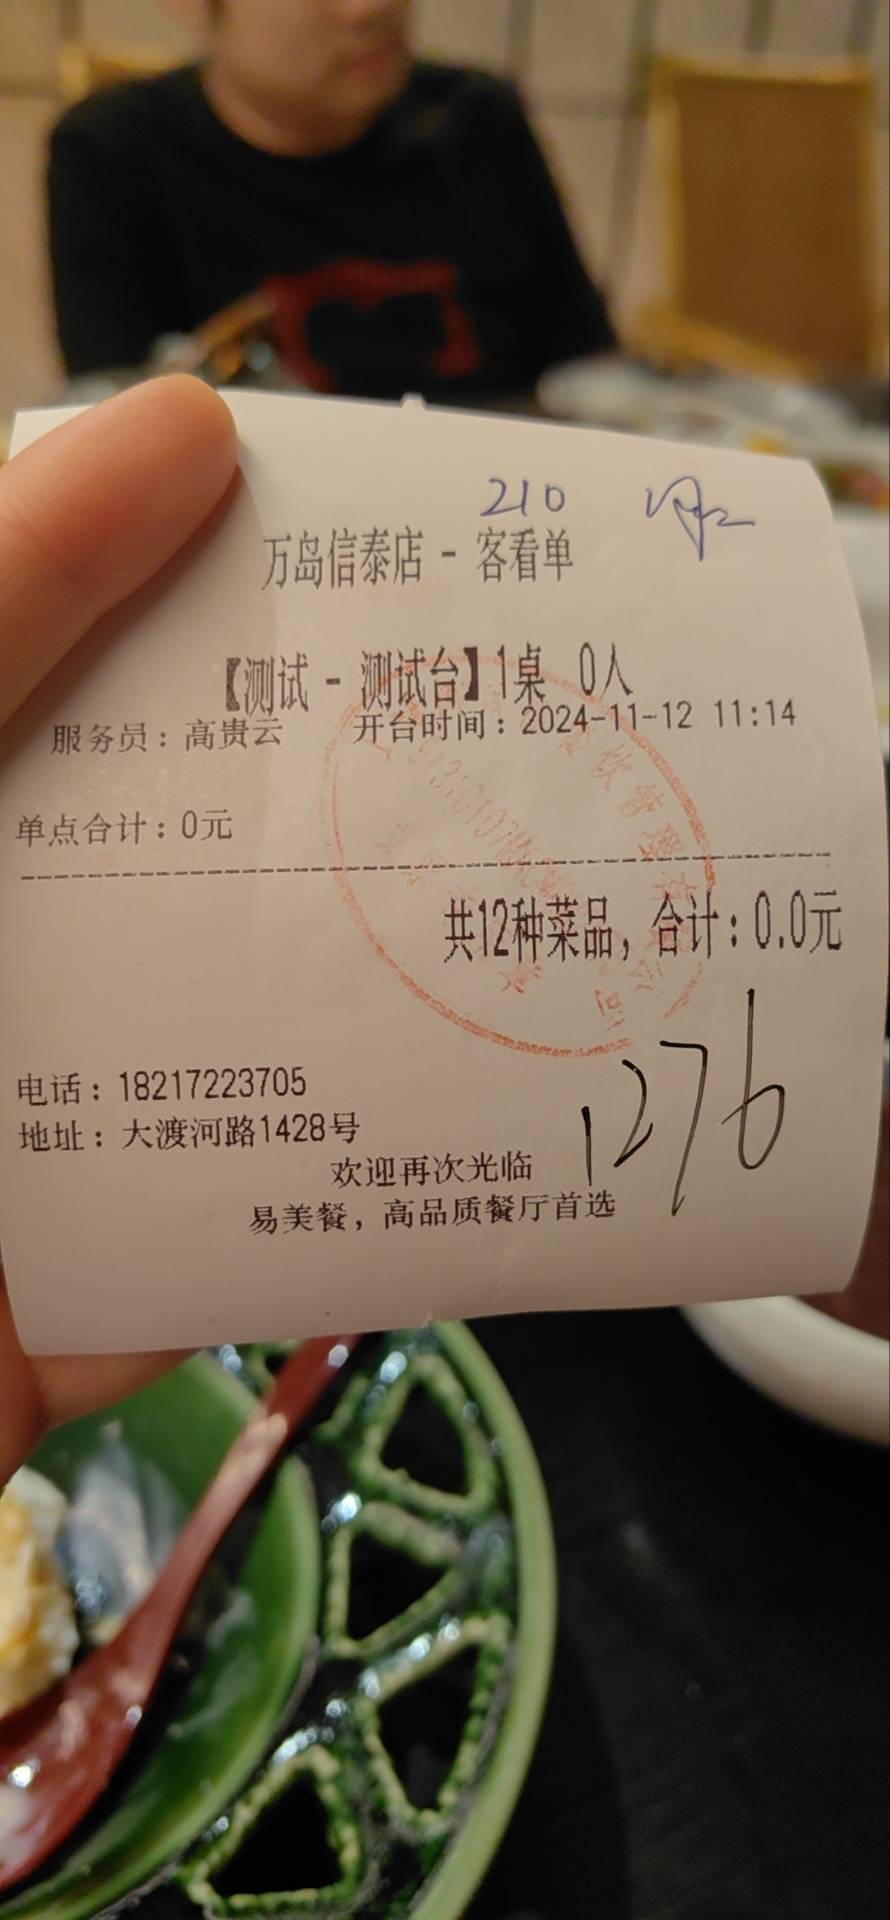 210
万岛信泰店 - 客看单
【测试 - 测试台】1桌 0人
服务员：高贵云 开台时间：2024-11-12 11:14
单点合计：0元
共12种菜品，合计：0.0元
1276
电话：18217223705
地址：大渡河路1428号
欢迎再次光临
易美餐，高品质餐厅首选